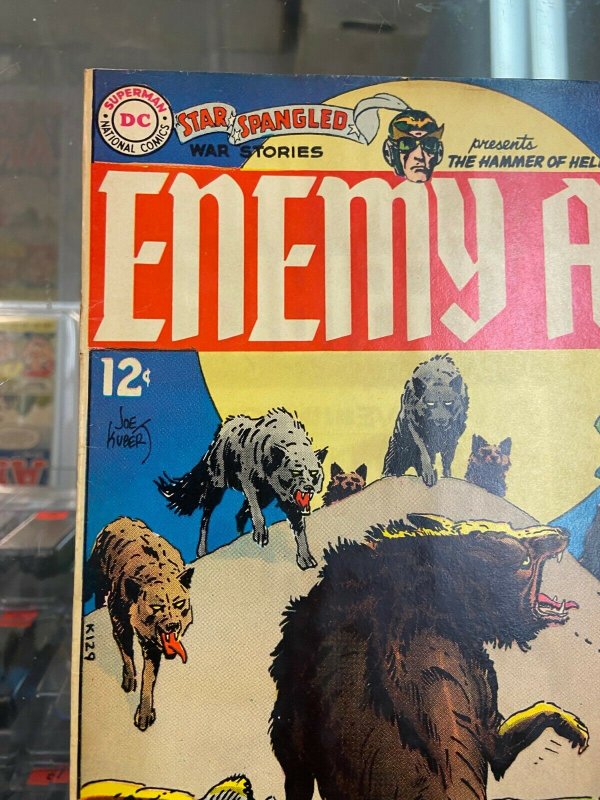 SUPERMAN
DC
NATIONAL COMICS
STAR SPANGLED
WAR STORIES
presents
THE HAMMER OF HELL
ENEMY A
12¢
JOE
KUBERT
K129